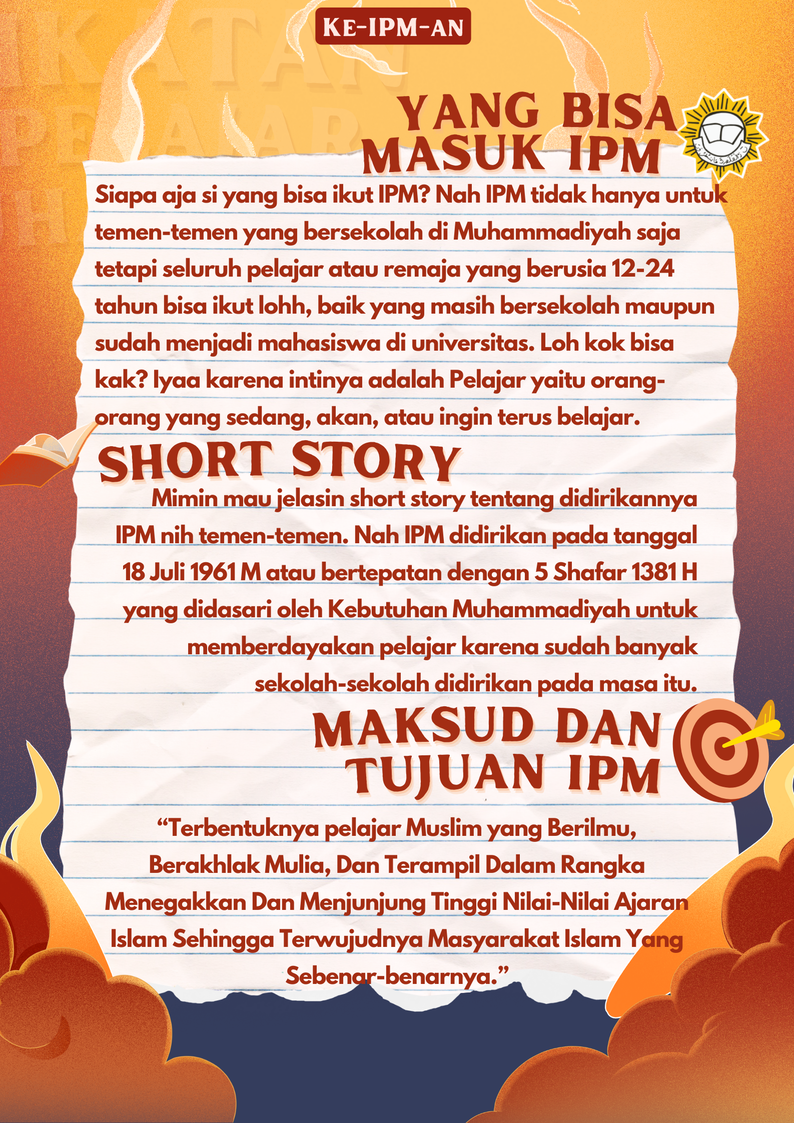 IKATAN
PELAJAR
KE-IPM-AN
YANG BISA
MASUK IPM
Siapa aja si yang bisa ikut IPM? Nah IPM tidak hanya untuk
temen-temen yang bersekolah di Muhammadiyah saja
tetapi seluruh pelajar atau remaja yang berusia 12-24
tahun bisa ikut lohh, baik yang masih bersekolah maupun
sudah menjadi mahasiswa di universitas. Loh kok bisa
kak? Iyaa karena intinya adalah Pelajar yaitu orang-
orang yang sedang, akan, atau ingin terus belajar.
SHORT STORY
Mimin mau jelasin short story tentang didirikannya
IPM nih temen-temen. Nah IPM didirikan pada tanggal
18 Juli 1961 M atau bertepatan dengan 5 Shafar 1381 H
yang didasari oleh Kebutuhan Muhammadiyah untuk
memberdayakan pelajar karena sudah banyak
sekolah-sekolah didirikan pada masa itu.
MAKSUD DAN
TUJUAN IPM
“Terbentuknya pelajar Muslim yang Berilmu,
Berakhlak Mulia, Dan Terampil Dalam Rangka
Menegakkan Dan Menjunjung Tinggi Nilai-Nilai Ajaran
Islam Sehingga Terwujudnya Masyarakat Islam Yang
Sebenar-benarnya.”